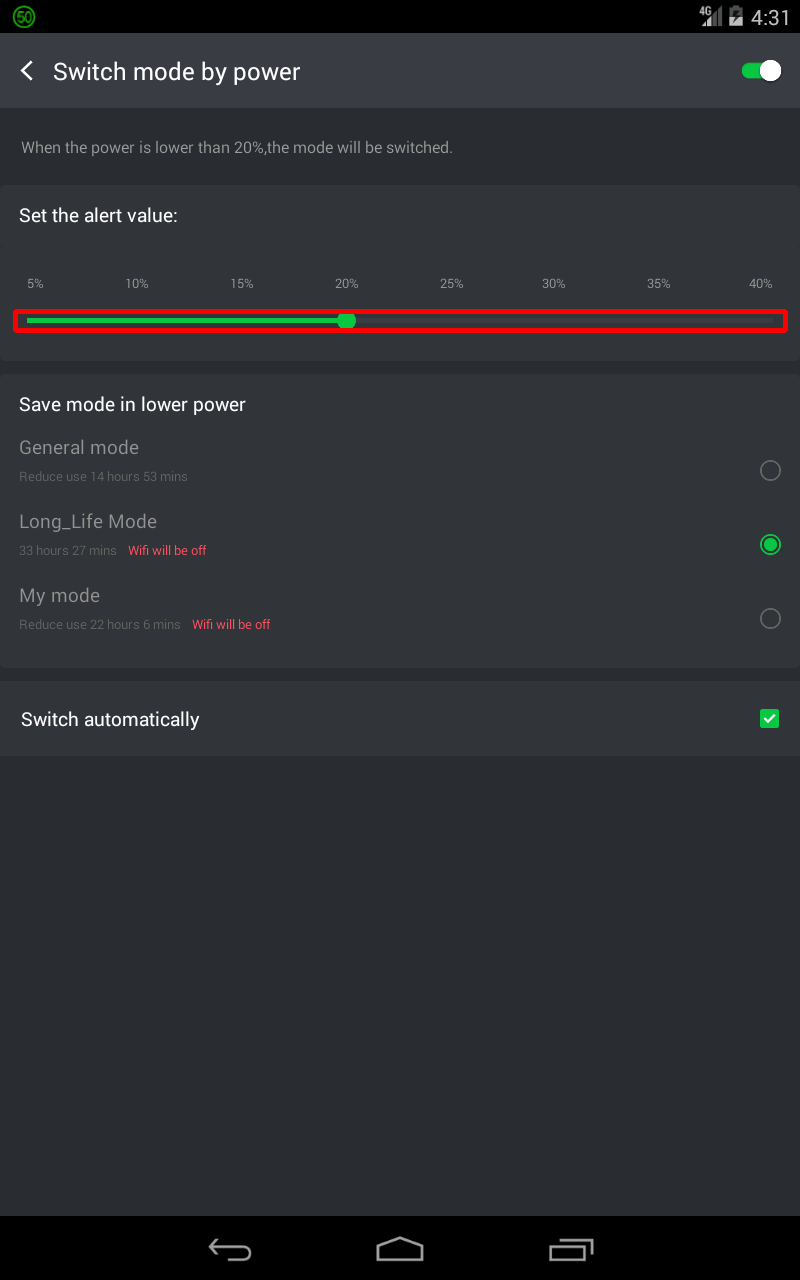 50
4G
4:31
Switch mode by power
When the power is lower than 20%,the mode will be switched.
Set the alert value:
5% 10% 15% 20% 25% 30% 35% 40%
Save mode in lower power
General mode
Reduce use 14 hours 53 mins
Long_Life Mode
33 hours 27 mins Wifi will be off
My mode
Reduce use 22 hours 6 mins Wifi will be off
Switch automatically